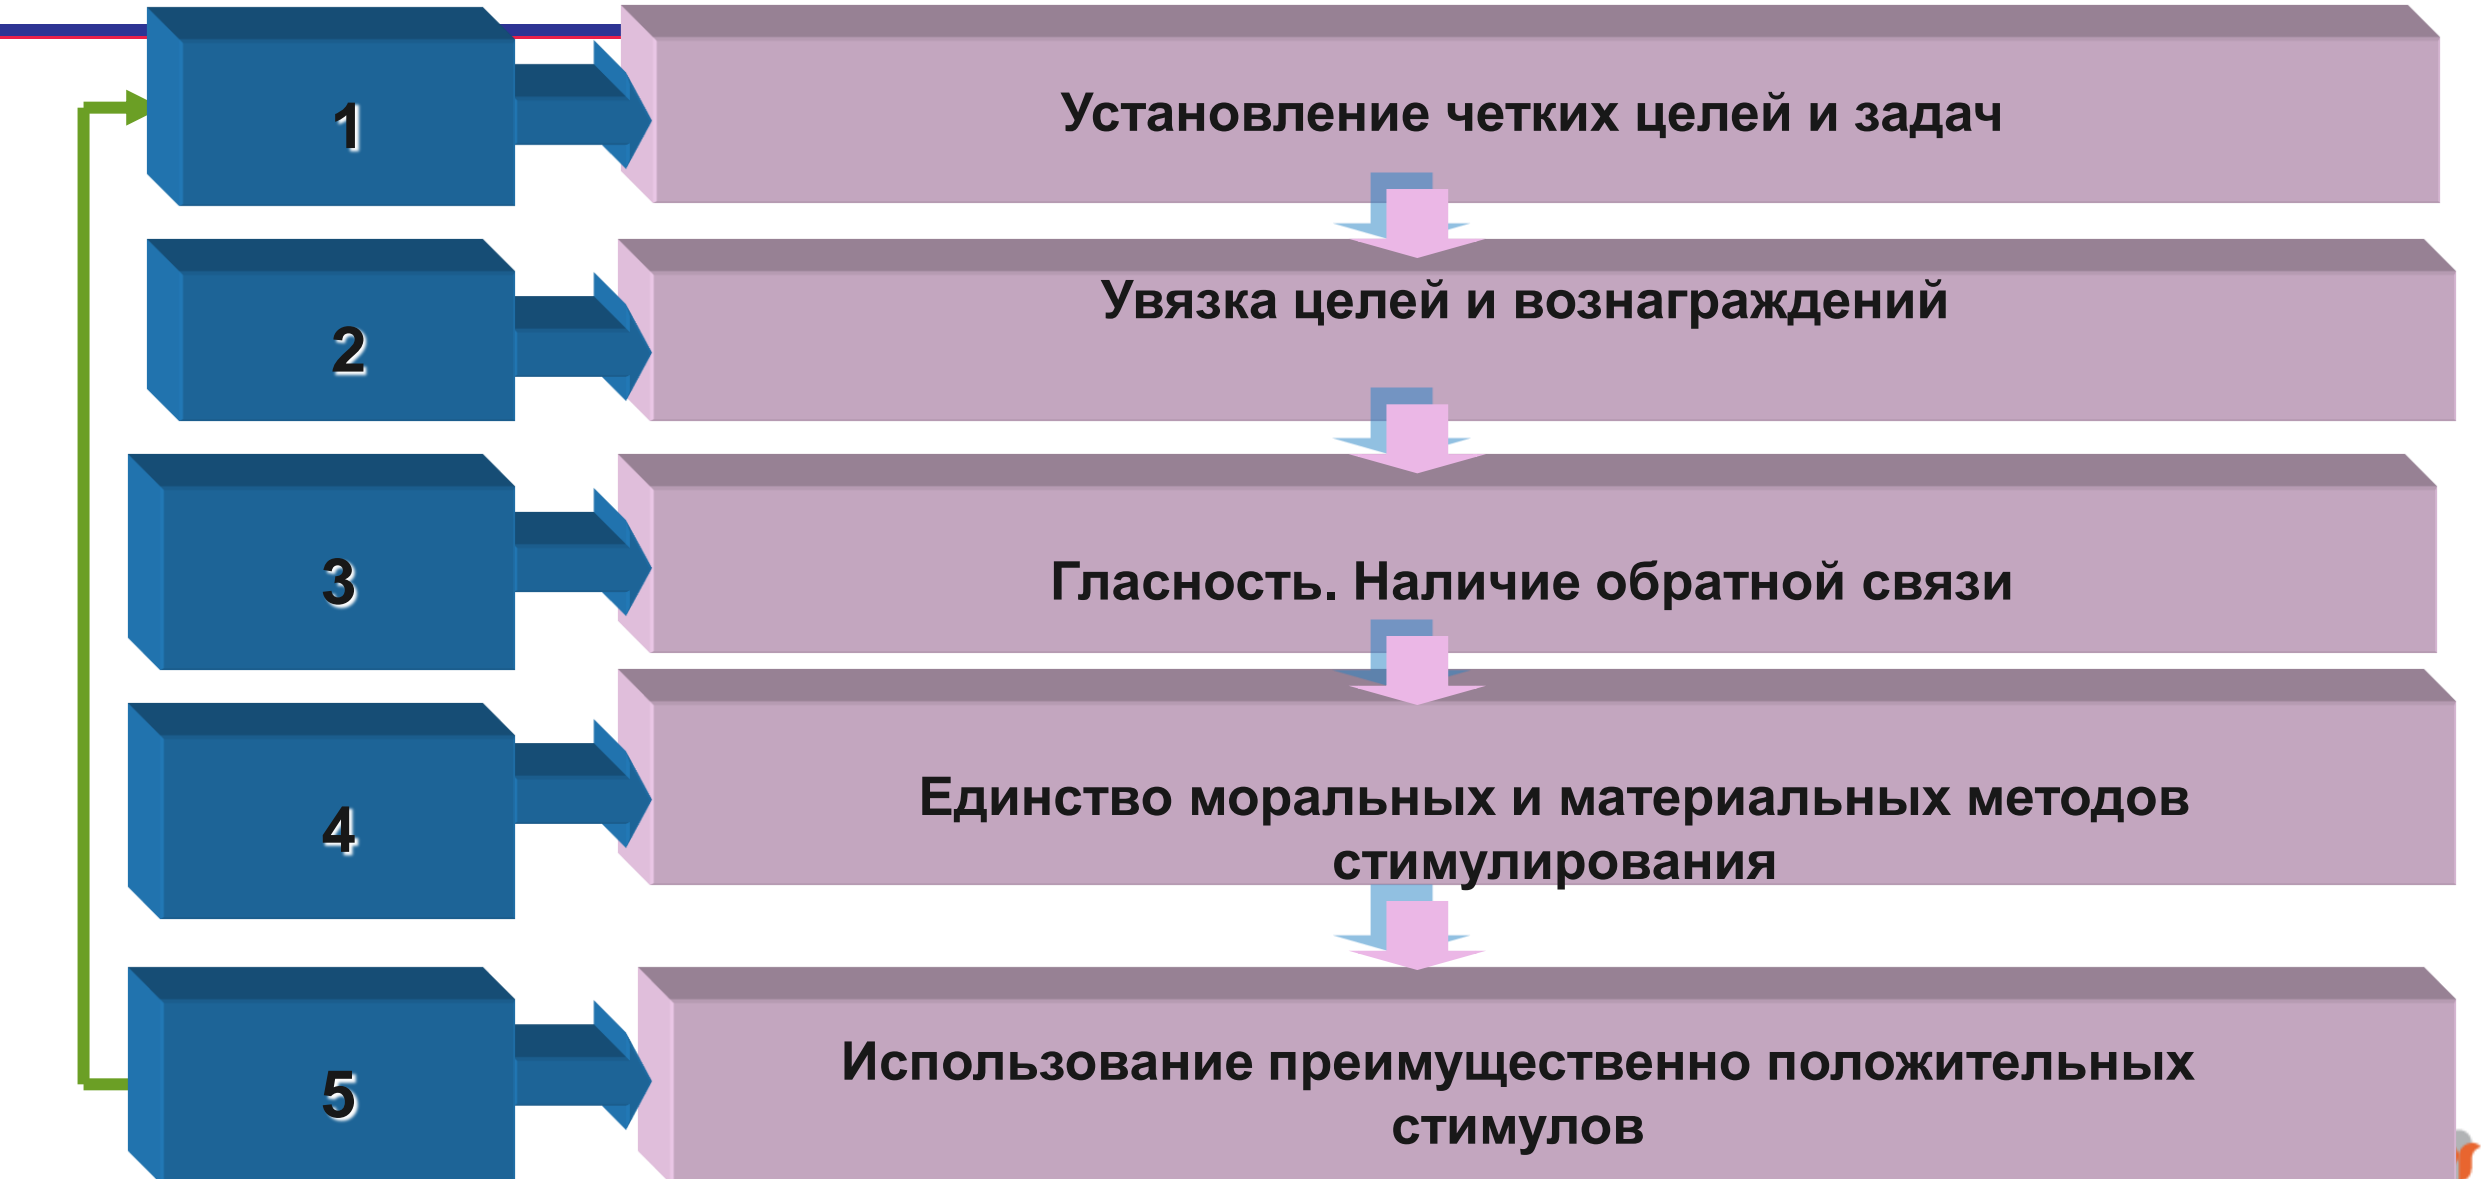 1
Установление четких целей и задач
2
Увязка целей и вознаграждений
3
Гласность. Наличие обратной связи
4
Единство моральных и материальных методов
стимулирования
5
Использование преимущественно положительных
стимулов